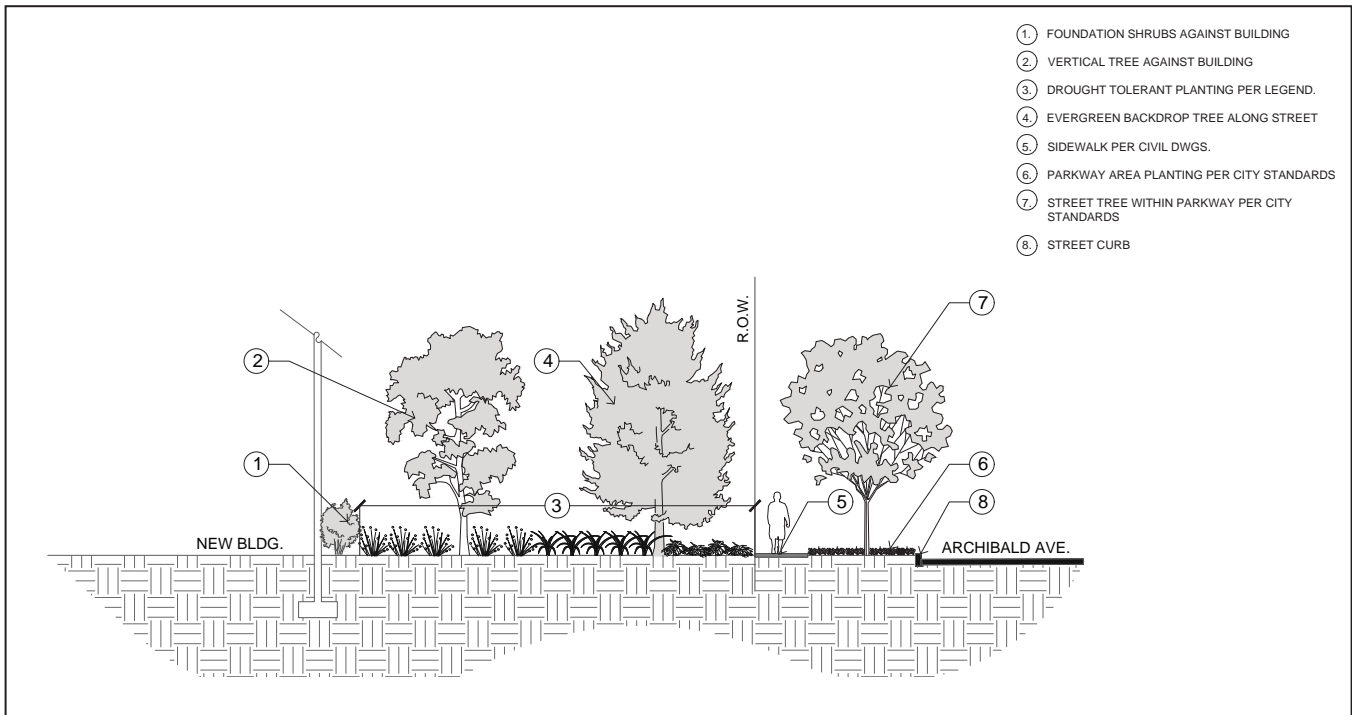 1. FOUNDATION SHRUBS AGAINST BUILDING
2. VERTICAL TREE AGAINST BUILDING
3. DROUGHT TOLERANT PLANTING PER LEGEND.
4. EVERGREEN BACKDROP TREE ALONG STREET
5. SIDEWALK PER CIVIL DWGS.
6. PARKWAY AREA PLANTING PER CITY STANDARDS
7. STREET TREE WITHIN PARKWAY PER CITY
STANDARDS
8. STREET CURB
R.O.W.
7
2
4
1
3
5
6
8
NEW BLDG.
ARCHIBALD AVE.